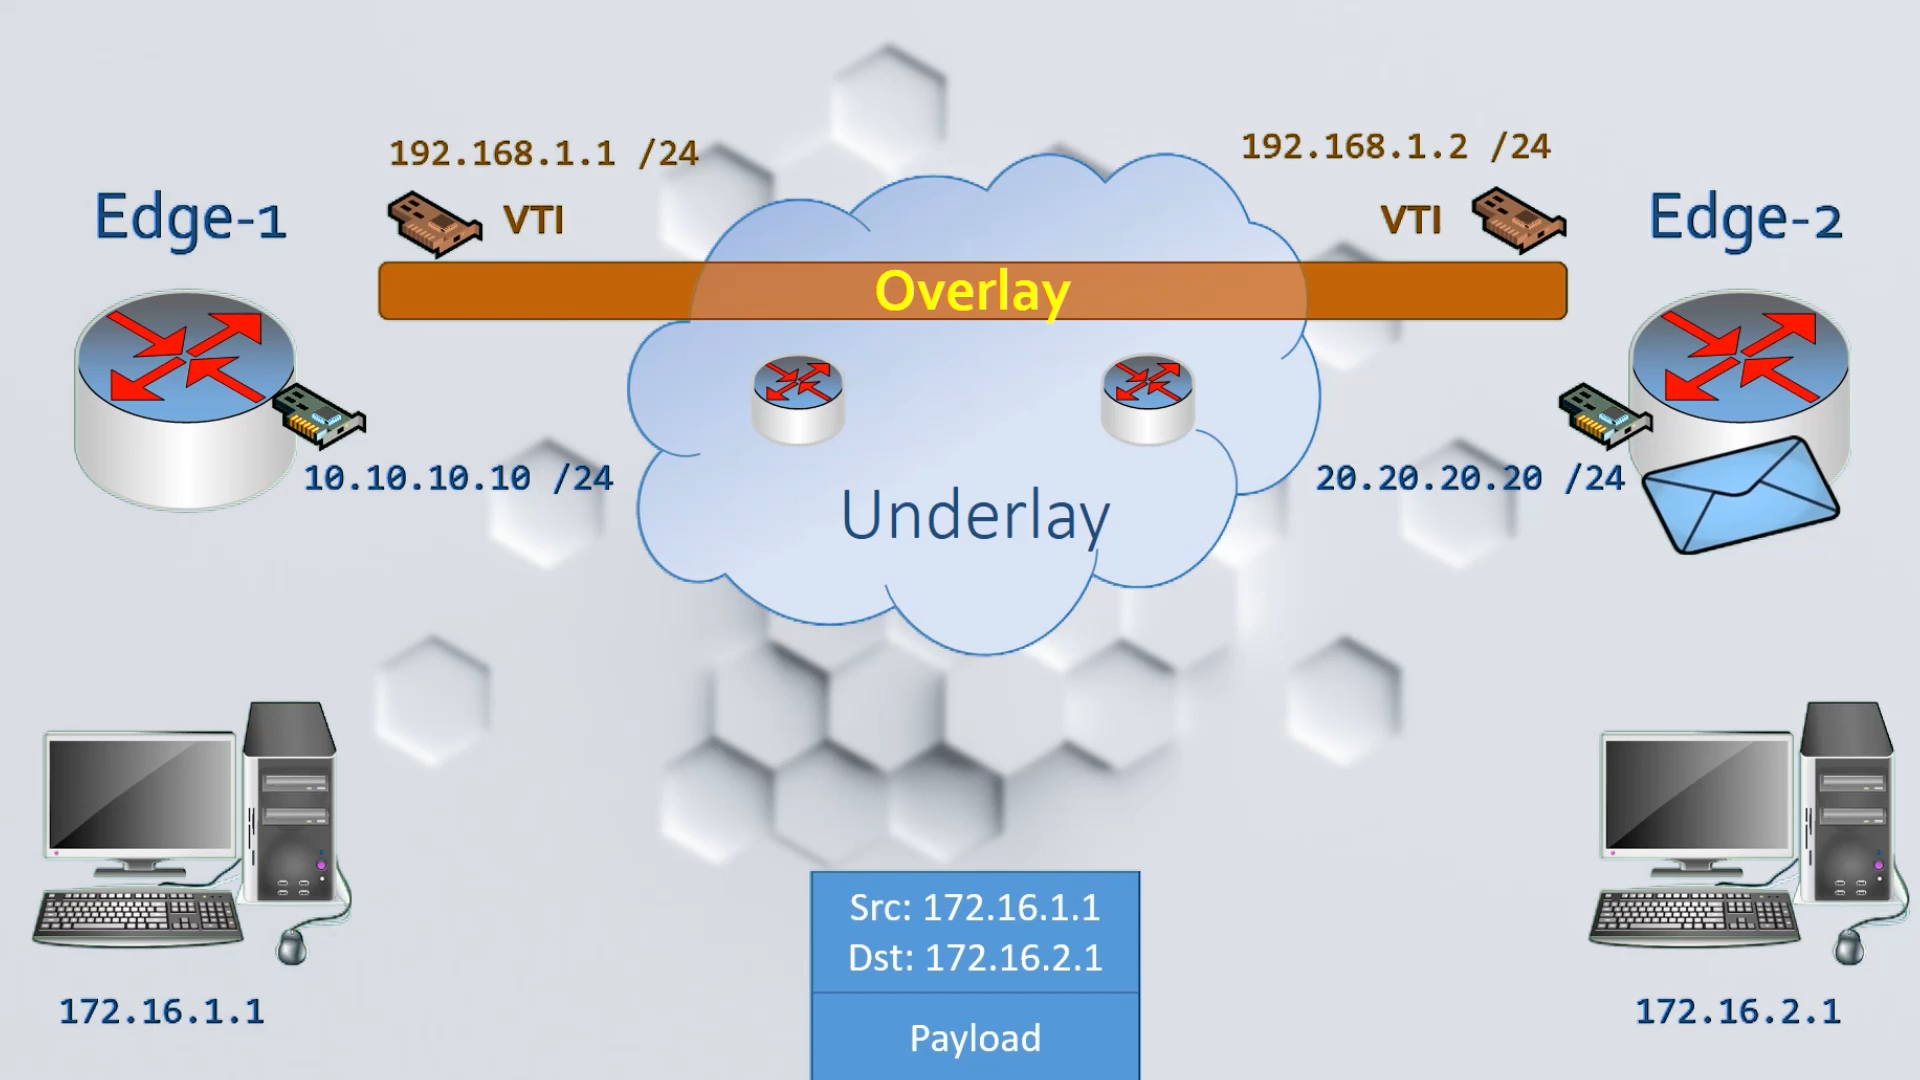 192.168.1.1 /24
192.168.1.2 /24
Edge-1
VTI
VTI
Edge-2
Overlay
10.10.10.10 /24
20.20.20.20 /24
Underlay
Src: 172.16.1.1
Dst: 172.16.2.1
172.16.1.1
172.16.2.1
Payload